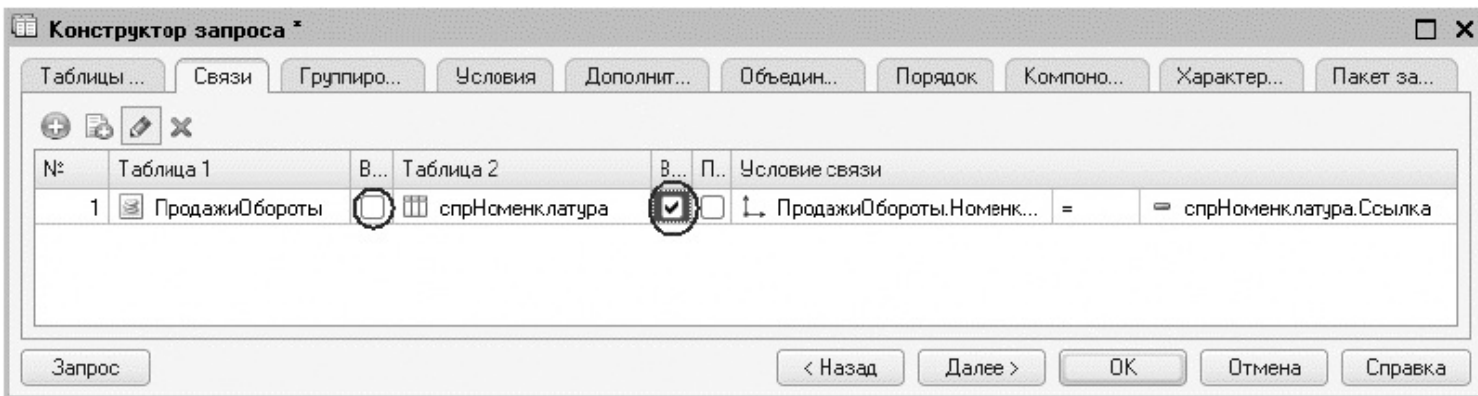 Конструктор запроса *
Таблицы ... Связи Группиро... Условия Дополнит... Объедин... Порядок Компоно... Характер... Пакет за...
№ Таблица 1 В... Таблица 2 В... П.. Условие связи
1 ПродажиОбороты спрНоменклатура ПродажиОбороты.Номенк... = спрНоменклатура.Ссылка
Запрос < Назад Далее > ОК Отмена Справка